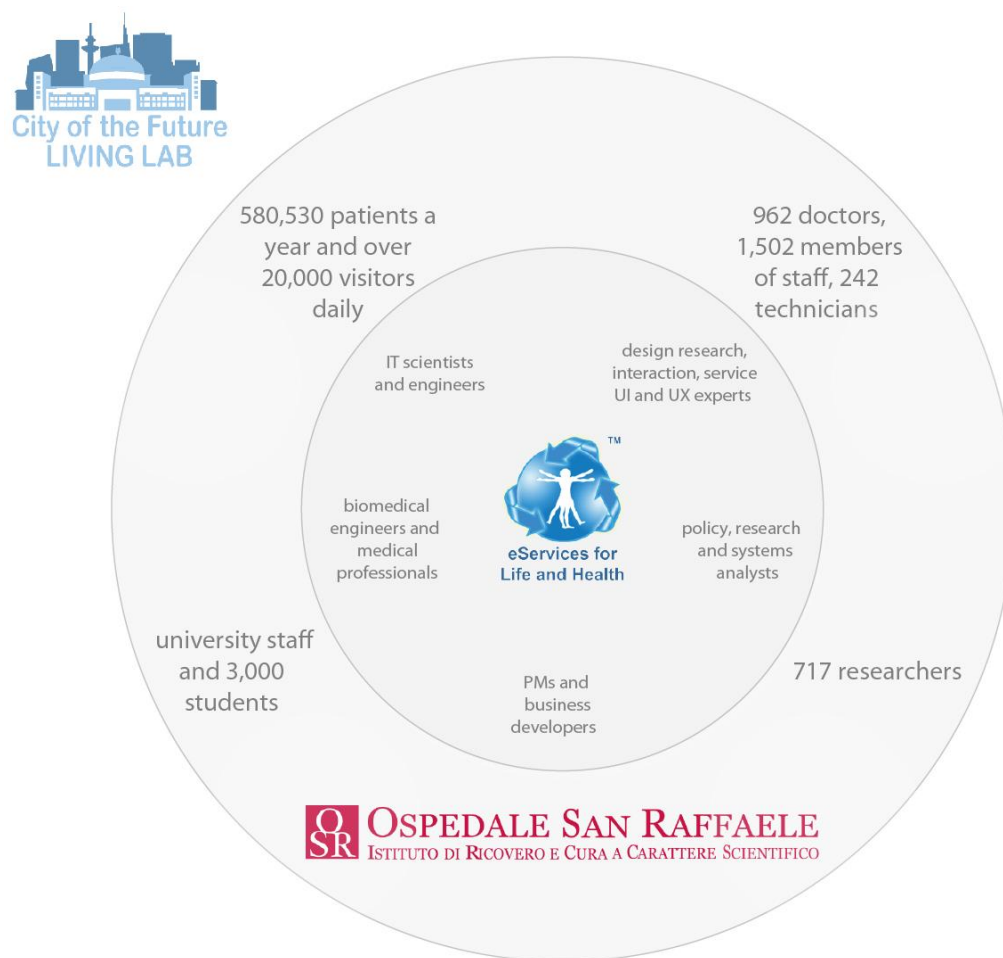 City of the Future
LIVING LAB
580,530 patients a
year and over
20,000 visitors
daily
962 doctors,
1,502 members
of staff, 242
technicians
IT scientists
and engineers
design research,
interaction, service
UI and UX experts
TM
eServices for
Life and Health
biomedical
engineers and
medical
professionals
policy, research
and systems
analysts
university staff
and 3,000
students
717 researchers
PMs and
business
developers
OSR
OSPEDALE SAN RAFFAELE
ISTITUTO DI RICOVERO E CURA A CARATTERE SCIENTIFICO